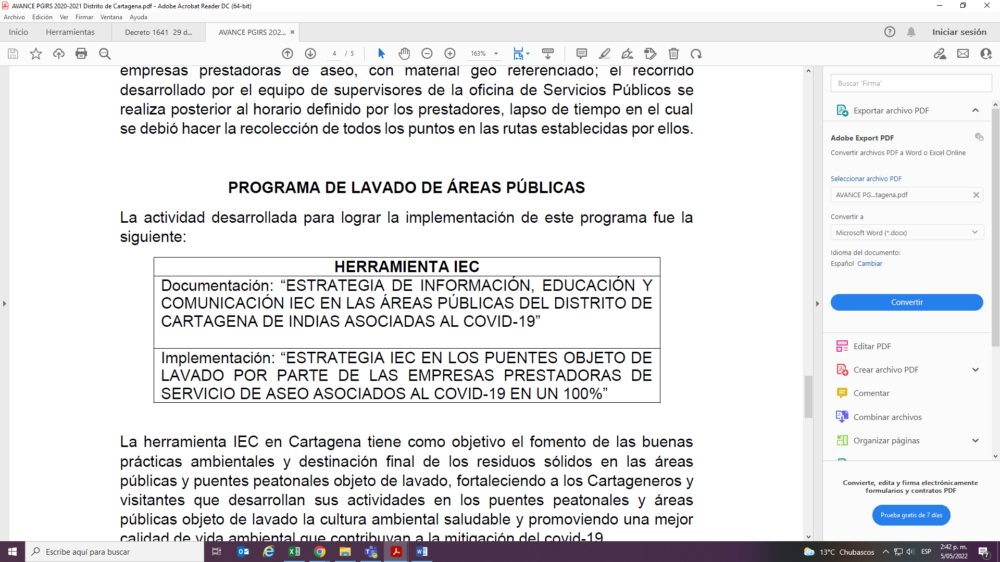 AVANCE PGIRS 2020-2021 Distrito de Cartagena.pdf - Adobe Acrobat Reader DC (64-bit)
Archivo Edición Ver Firmar Ventana Ayuda
Inicio Herramientas Decreto 1641 29 d... AVANCE PGIRS 202... × Iniciar sesión
4 / 5 163%
empresas prestadoras de aseo, con material geo referenciado; el recorrido
desarrollado por el equipo de supervisores de la oficina de Servicios Públicos se
realiza posterior al horario definido por los prestadores, lapso de tiempo en el cual
se debió hacer la recolección de todos los puntos en las rutas establecidas por ellos.
PROGRAMA DE LAVADO DE ÁREAS PÚBLICAS
La actividad desarrollada para lograr la implementación de este programa fue la
siguiente:
HERRAMIENTA IEC
Documentación: “ESTRATEGIA DE INFORMACIÓN, EDUCACIÓN Y
COMUNICACIÓN IEC EN LAS ÁREAS PÚBLICAS DEL DISTRITO DE
CARTAGENA DE INDIAS ASOCIADAS AL COVID-19”
Implementación: “ESTRATEGIA IEC EN LOS PUENTES OBJETO DE
LAVADO POR PARTE DE LAS EMPRESAS PRESTADORAS DE
SERVICIO DE ASEO ASOCIADOS AL COVID-19 EN UN 100%”
La herramienta IEC en Cartagena tiene como objetivo el fomento de las buenas
prácticas ambientales y destinación final de los residuos sólidos en las áreas
públicas y puentes peatonales objeto de lavado, fortaleciendo a los Cartageneros y
visitantes que desarrollan sus actividades en los puentes peatonales y áreas
públicas objeto de lavado la cultura ambiental saludable y promoviendo una mejor
calidad de vida ambiental que contribuyan a la mitigación del covid-19
Buscar 'Firma'
Exportar archivo PDF
Adobe Export PDF
Convertir archivos PDF a Word o Excel Online
Seleccionar archivo PDF
AVANCE PG...tagena.pdf
Convertir a
Microsoft Word (*.docx)
Idioma del documento:
Español Cambiar
Convertir
Editar PDF
Crear archivo PDF
Comentar
Combinar archivos
Organizar páginas
Convierte, edita y firma electrónicamente
formularios y contratos PDF
Prueba gratis de 7 días
Escribe aquí para buscar
13°C Chubascos
ESP
2:42 p. m.
5/05/2022
7